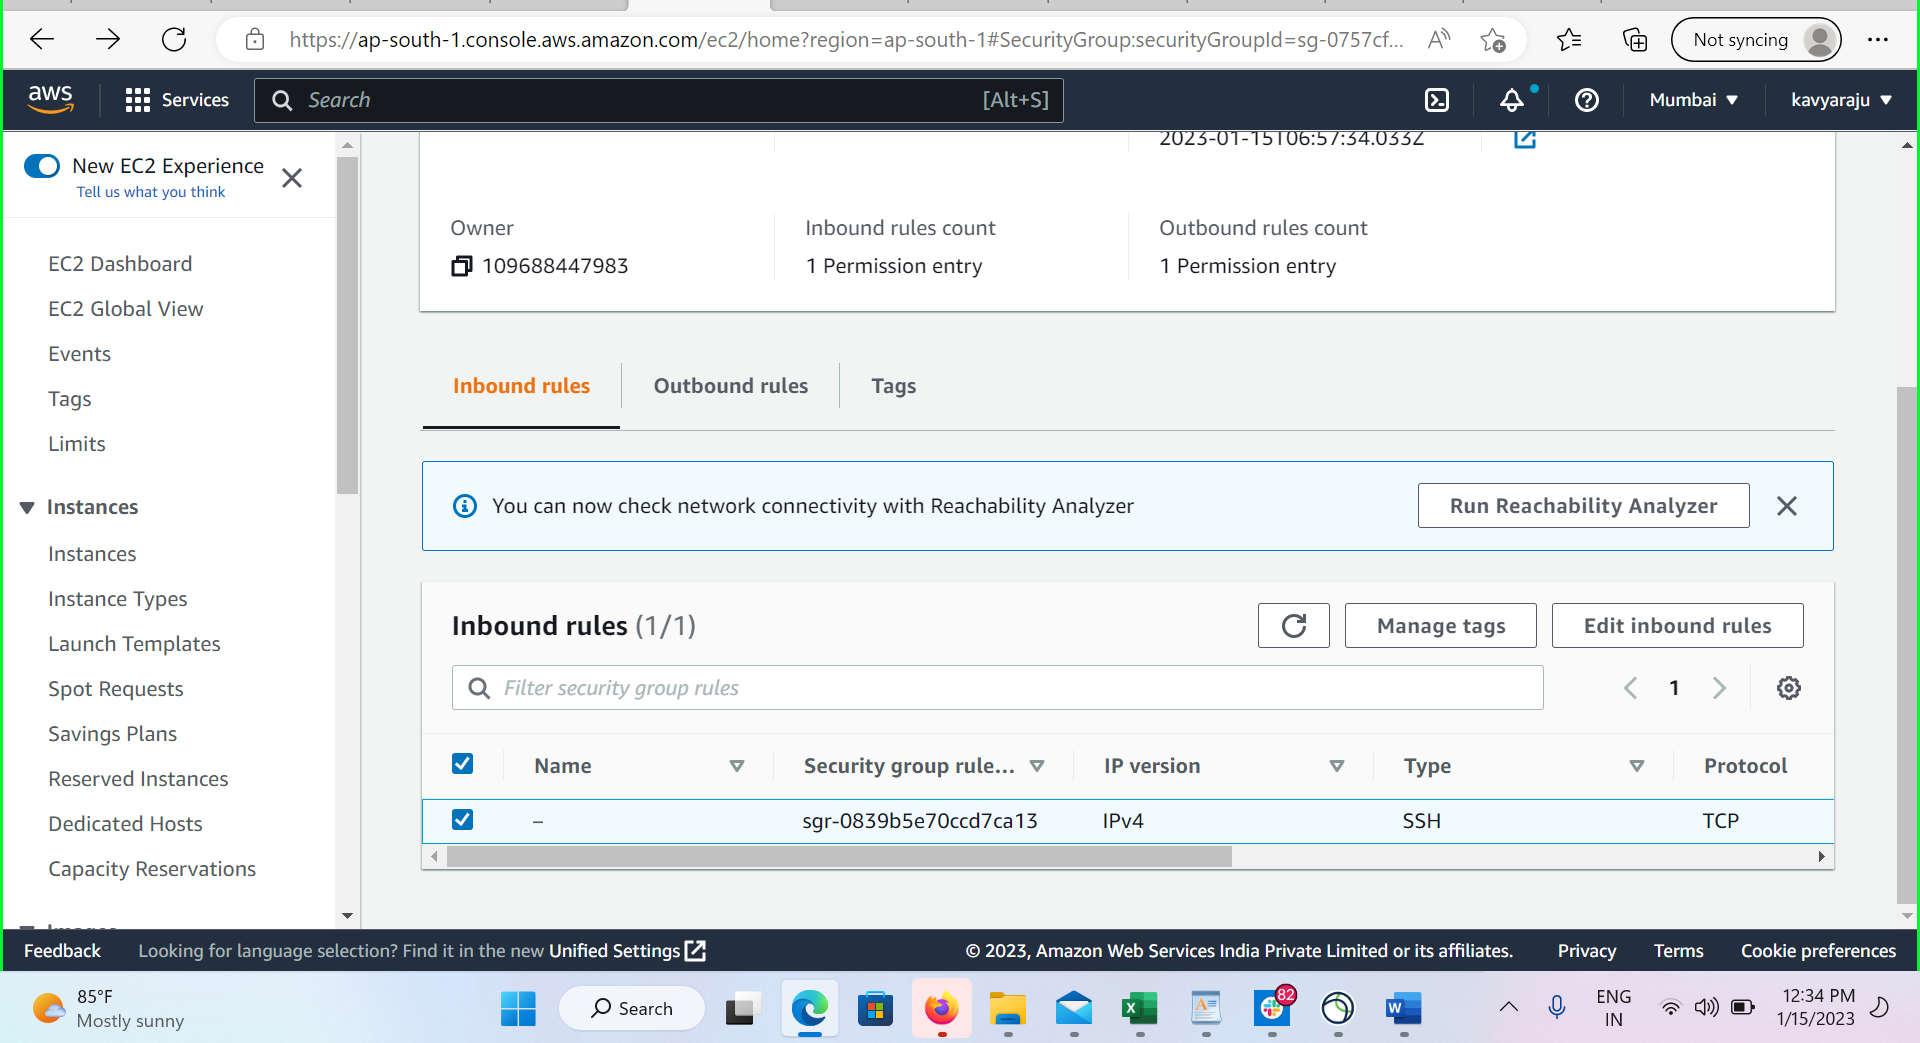 https://ap-south-1.console.aws.amazon.com/ec2/home?region=ap-south-1#SecurityGroup:securityGroupId=sg-0757cf...
Not syncing
aws
Services
Search
[Alt+S]
Mumbai
kavyaraju
New EC2 Experience
Tell us what you think
EC2 Dashboard
EC2 Global View
Events
Tags
Limits
Instances
Instances
Instance Types
Launch Templates
Spot Requests
Savings Plans
Reserved Instances
Dedicated Hosts
Capacity Reservations
Images
2023-01-15T06:57:34.033Z
Owner
Inbound rules count
Outbound rules count
109688447983
1 Permission entry
1 Permission entry
Inbound rules
Outbound rules
Tags
You can now check network connectivity with Reachability Analyzer
Run Reachability Analyzer
Inbound rules (1/1)
Manage tags
Edit inbound rules
Filter security group rules
1
Name
Security group rule...
IP version
Type
Protocol
–
sgr-0839b5e70ccd7ca13
IPv4
SSH
TCP
Feedback
Looking for language selection? Find it in the new Unified Settings
© 2023, Amazon Web Services India Private Limited or its affiliates.
Privacy
Terms
Cookie preferences
85°F
Mostly sunny
Search
82
ENG
IN
12:34 PM
1/15/2023